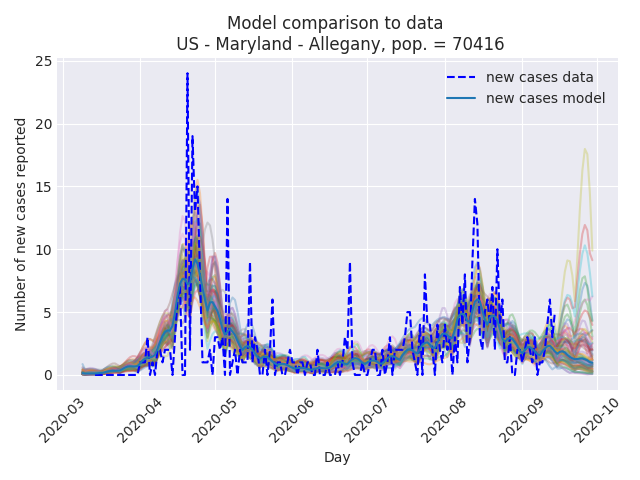 Model comparison to data
US - Maryland - Allegany, pop. = 70416
new cases data
new cases model
Number of new cases reported
25
20
15
10
5
0
2020-03
2020-04
2020-05
2020-06
2020-07
2020-08
2020-09
2020-10
Day